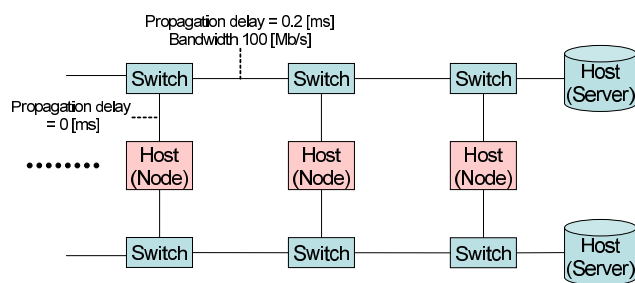 Propagation delay = 0.2 [ms]
Bandwidth 100 [Mb/s]
Switch
Switch
Switch
Host
(Server)
Propagation delay
= 0 [ms]
Host
(Node)
Host
(Node)
Host
(Node)
Switch
Switch
Switch
Host
(Server)